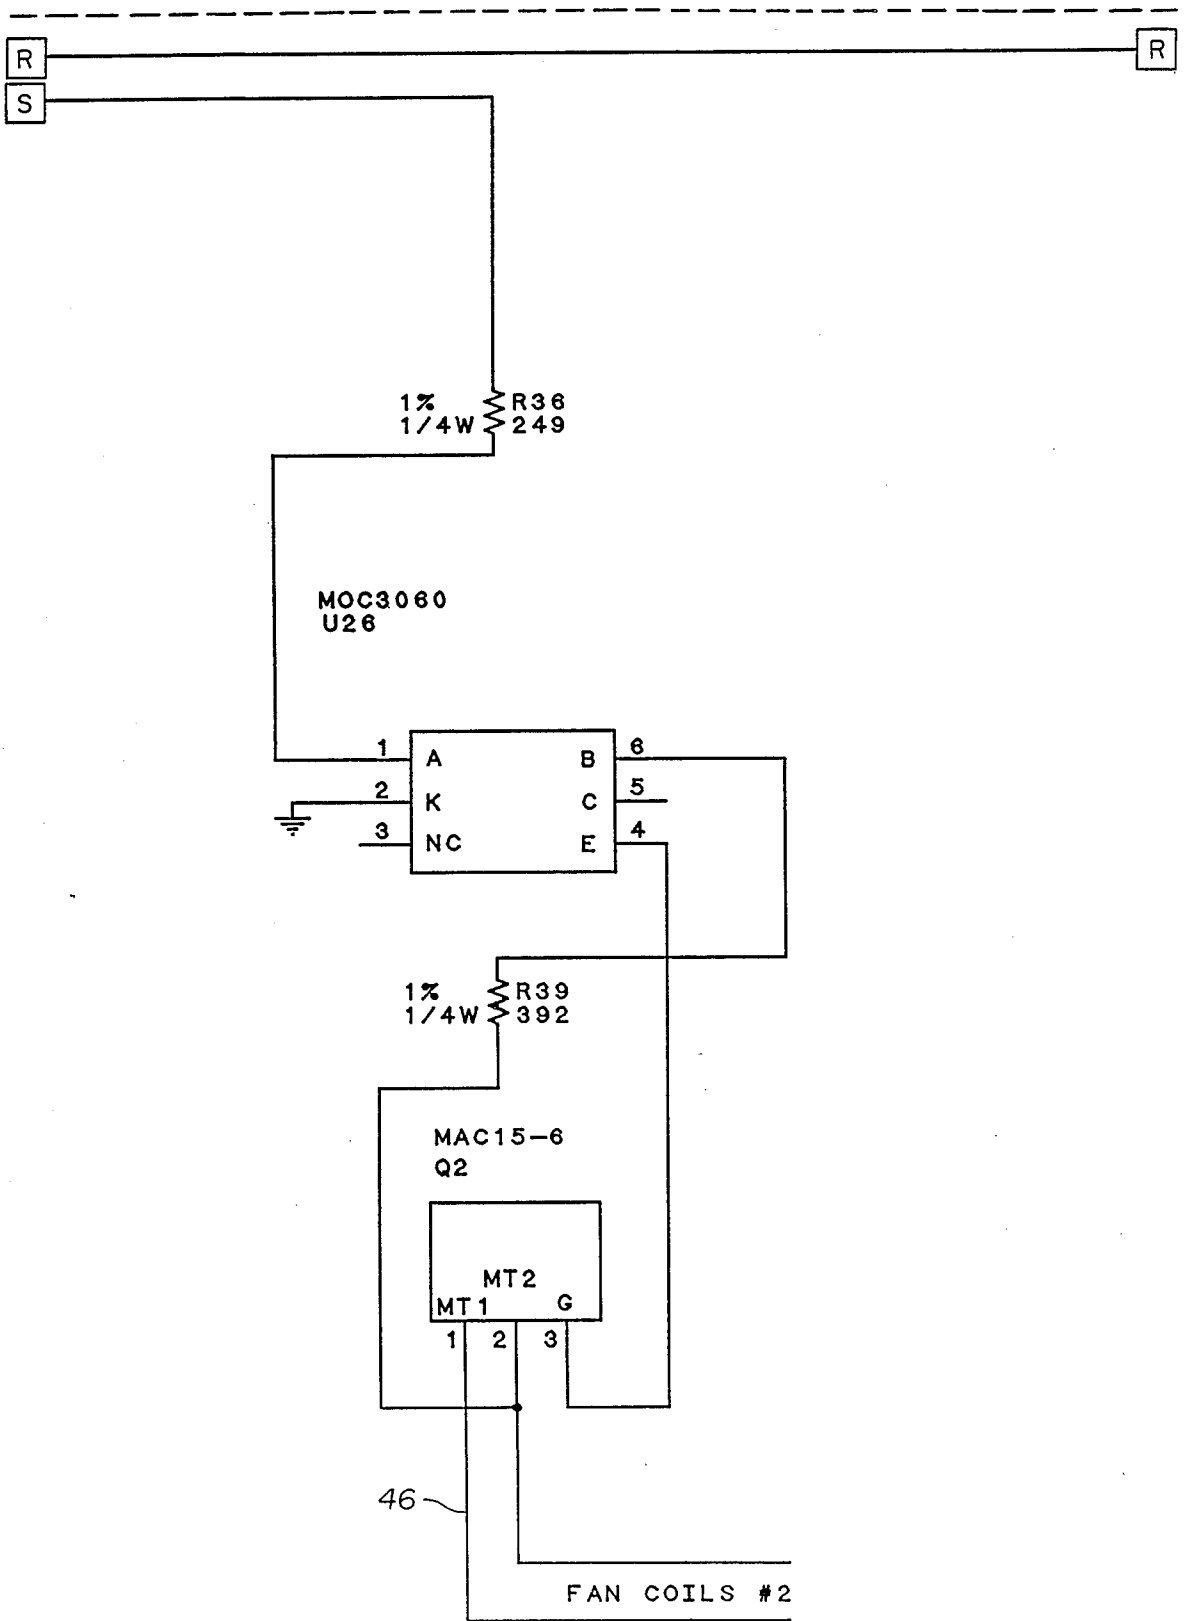 R
R
S
1% R36
1/4W 249
MOC3060
U26
1 A B 6
2 K C 5
3 NC E 4
1% R39
1/4W 392
MAC15-6
Q2
MT2
MT1 G
1 2 3
46
FAN COILS #2